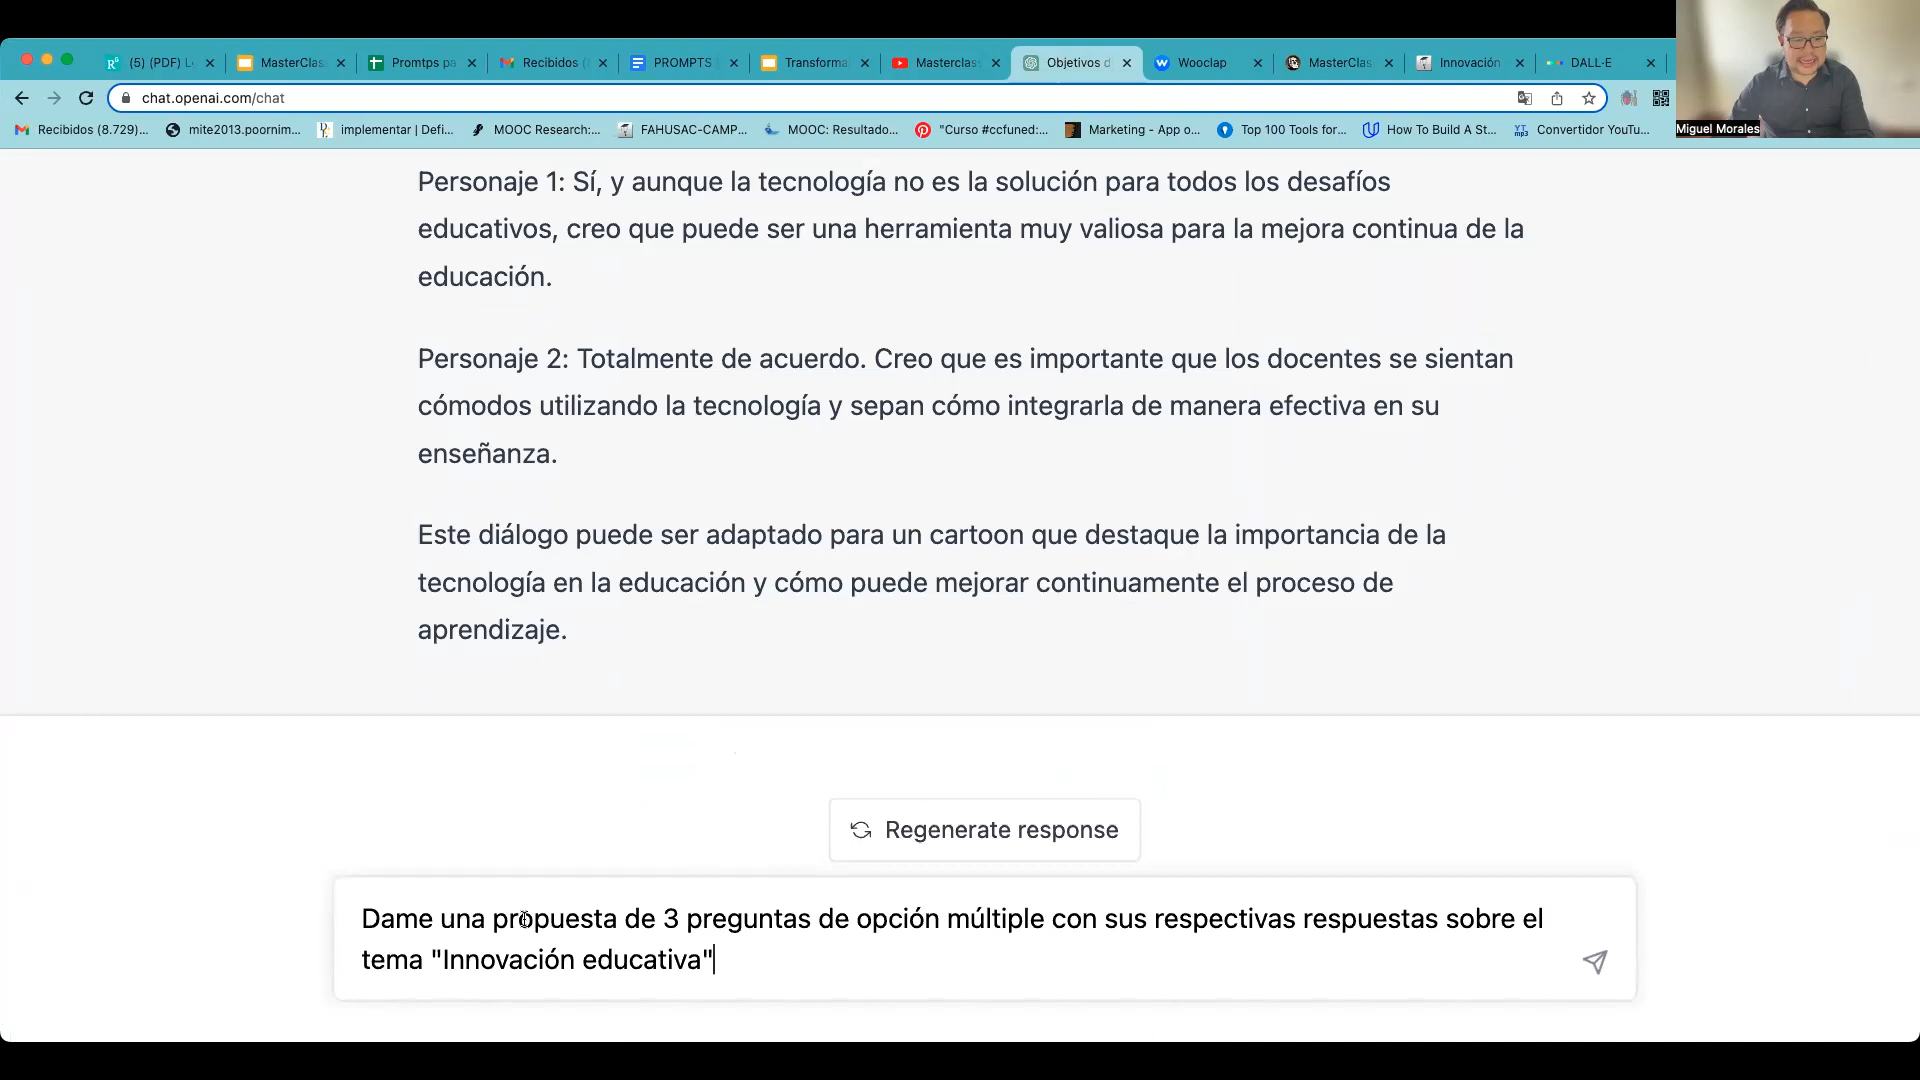 (5) (PDF) L
MasterClas
Promtps pa
Recibidos (
PROMPTS
Transforma
Masterclas
Objetivos d
Wooclap
MasterClas
Innovación
DALL·E
chat.openai.com/chat
Recibidos (8.729)...
mite2013.poornim...
implementar | Defi...
MOOC Research:...
FAHUSAC-CAMP...
MOOC: Resultado...
"Curso #ccfuned:...
Marketing - App o...
Top 100 Tools for...
How To Build A St...
Convertidor YouTu...
Miguel Morales
Personaje 1: Sí, y aunque la tecnología no es la solución para todos los desafíos
educativos, creo que puede ser una herramienta muy valiosa para la mejora continua de la
educación.
Personaje 2: Totalmente de acuerdo. Creo que es importante que los docentes se sientan
cómodos utilizando la tecnología y sepan cómo integrarla de manera efectiva en su
enseñanza.
Este diálogo puede ser adaptado para un cartoon que destaque la importancia de la
tecnología en la educación y cómo puede mejorar continuamente el proceso de
aprendizaje.
Regenerate response
Dame una propuesta de 3 preguntas de opción múltiple con sus respectivas respuestas sobre el
tema "Innovación educativa"